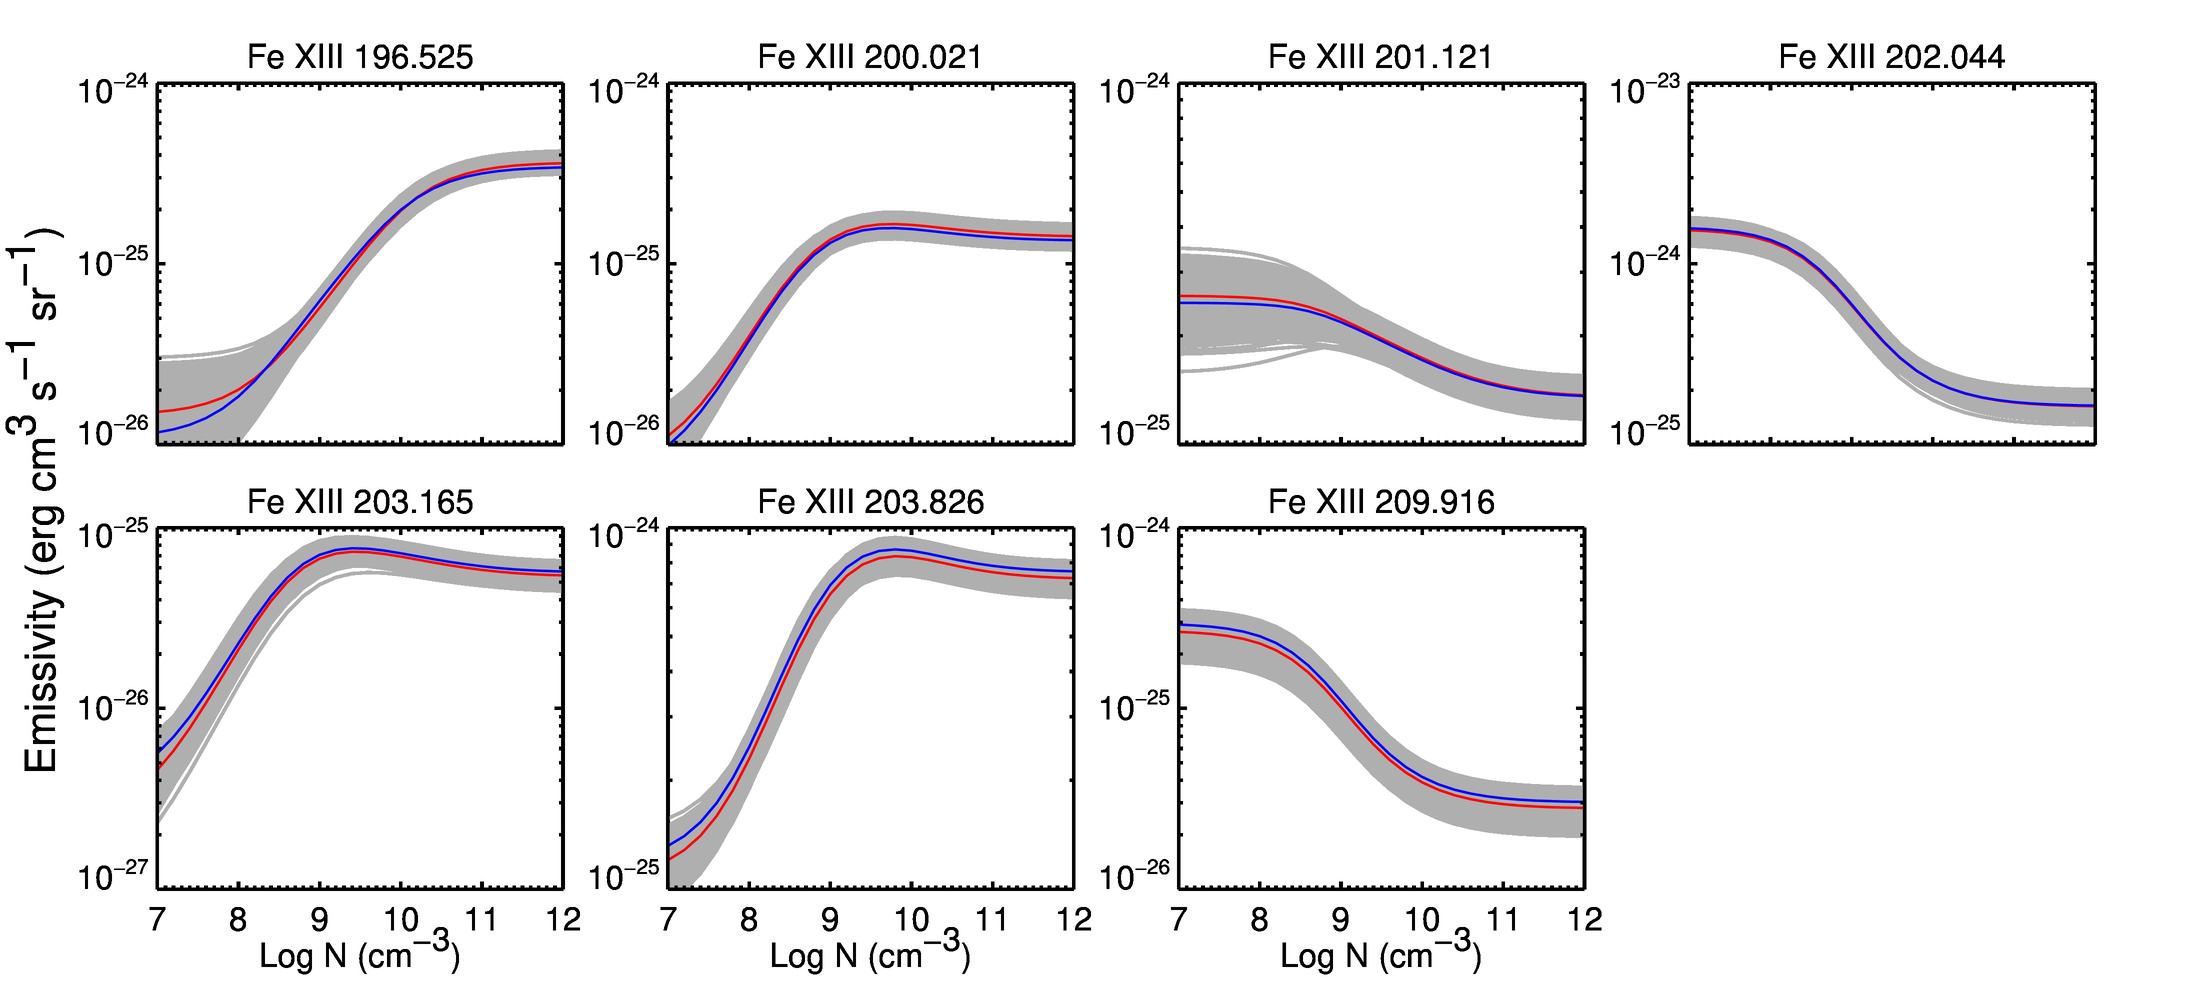 Fe XIII 196.525 Fe XIII 200.021 Fe XIII 201.121 Fe XIII 202.044
10⁻²⁴ 10⁻²⁴ 10⁻²⁴ 10⁻²³
10⁻²⁵ 10⁻²⁵ 10⁻²⁴
10⁻²⁶ 10⁻²⁶ 10⁻²⁵ 10⁻²⁵
Emissivity (erg cm³ s⁻¹ sr⁻¹)
Fe XIII 203.165 Fe XIII 203.826 Fe XIII 209.916
10⁻²⁵ 10⁻²⁴ 10⁻²⁴
10⁻²⁶ 10⁻²⁵
10⁻²⁷ 10⁻²⁵ 10⁻²⁶
7 8 9 10 11 12 7 8 9 10 11 12 7 8 9 10 11 12
Log N (cm⁻³) Log N (cm⁻³) Log N (cm⁻³)